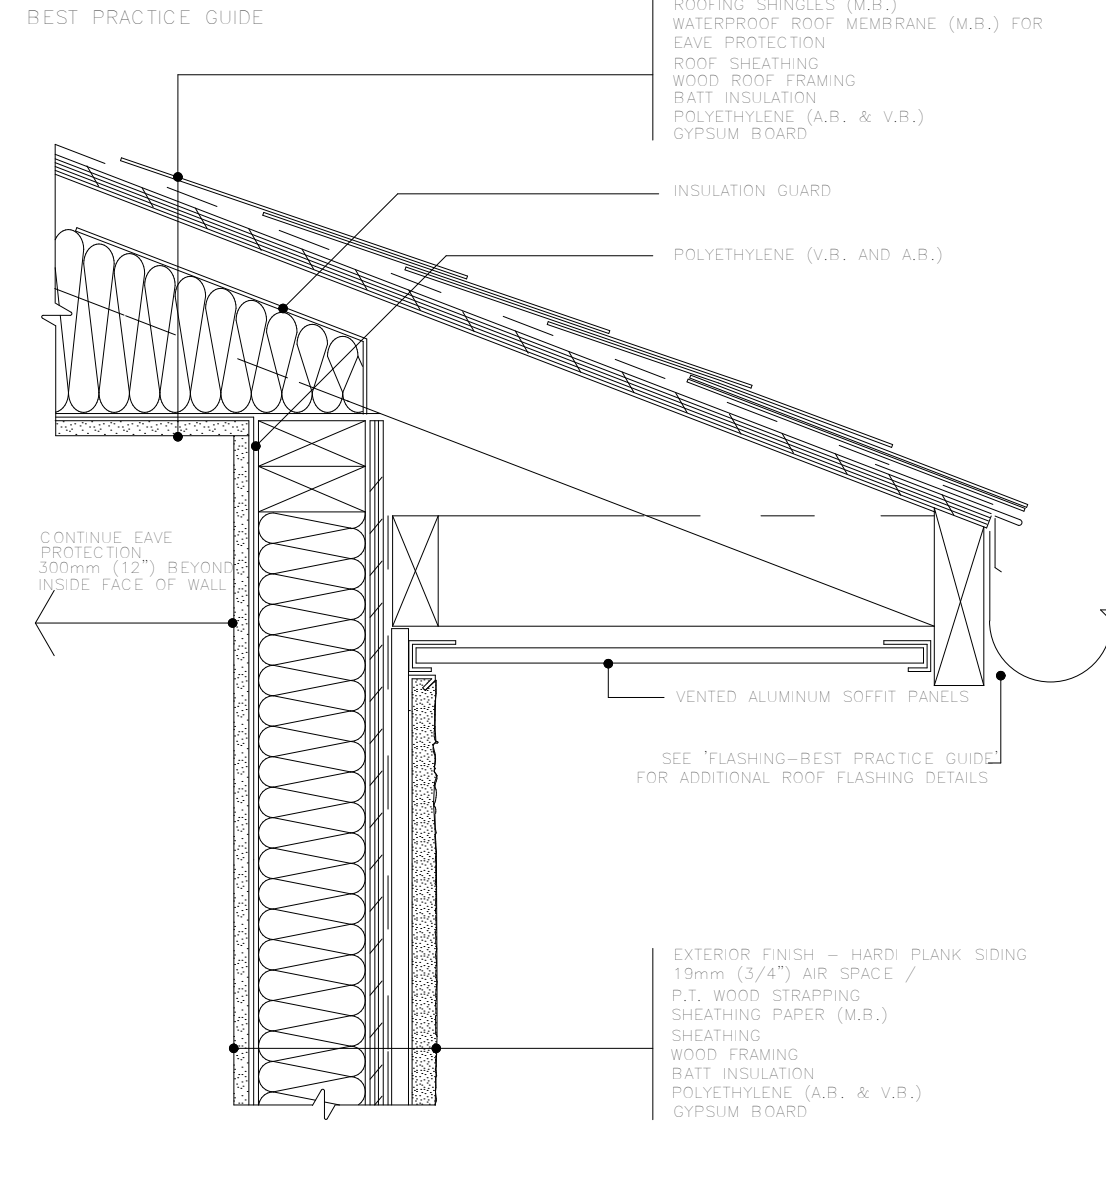 BEST PRACTICE GUIDE
ROOFING SHINGLES (M.B.)
WATERPROOF ROOF MEMBRANE (M.B.) FOR
EAVE PROTECTION
ROOF SHEATHING
WOOD ROOF FRAMING
BATT INSULATION
POLYETHYLENE (A.B. & V.B.)
GYPSUM BOARD
INSULATION GUARD
POLYETHYLENE (V.B. AND A.B.)
CONTINUE EAVE
PROTECTION
300mm (12") BEYOND
INSIDE FACE OF WALL
VENTED ALUMINUM SOFFIT PANELS
SEE 'FLASHING-BEST PRACTICE GUIDE'
FOR ADDITIONAL ROOF FLASHING DETAILS
EXTERIOR FINISH - HARDI PLANK SIDING
19mm (3/4") AIR SPACE /
P.T. WOOD STRAPPING
SHEATHING PAPER (M.B.)
SHEATHING
WOOD FRAMING
BATT INSULATION
POLYETHYLENE (A.B. & V.B.)
GYPSUM BOARD